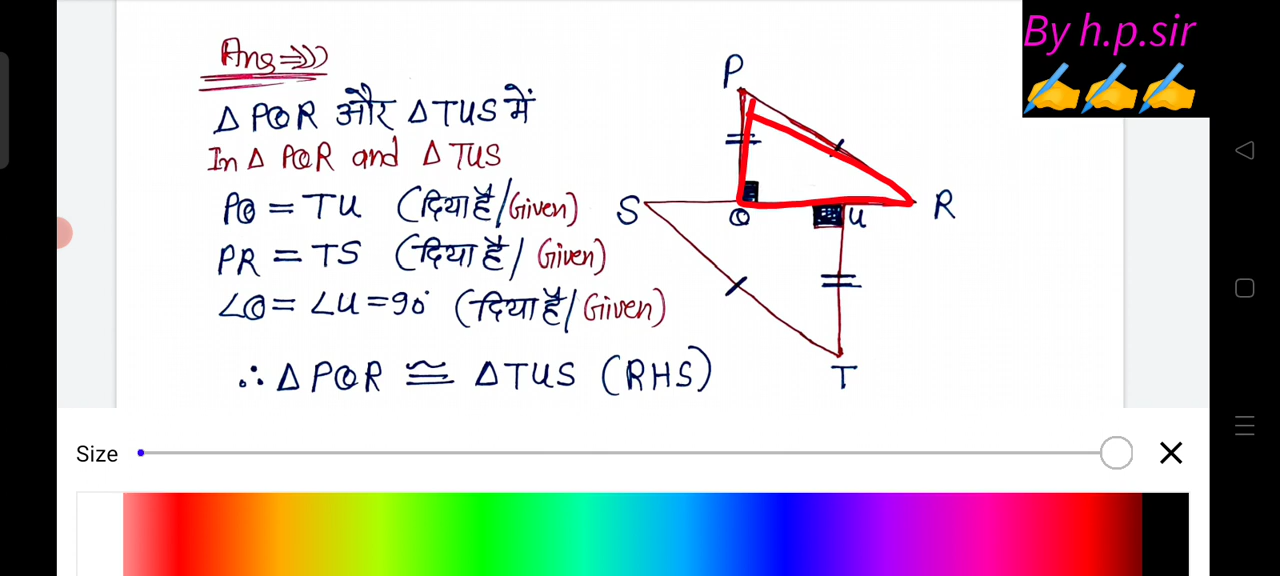 By h.p.sir
Ans ⇒>>>
Δ PQR और Δ TUS में
In Δ PQR and Δ TUS
PQ = TU (दिया है/Given)
PR = TS (दिया है/ Given)
∠Q = ∠U = 90° (दिया है/ Given)
∴ Δ PQR ≅ Δ TUS (RHS)
P
S
Q
U
R
T
Size